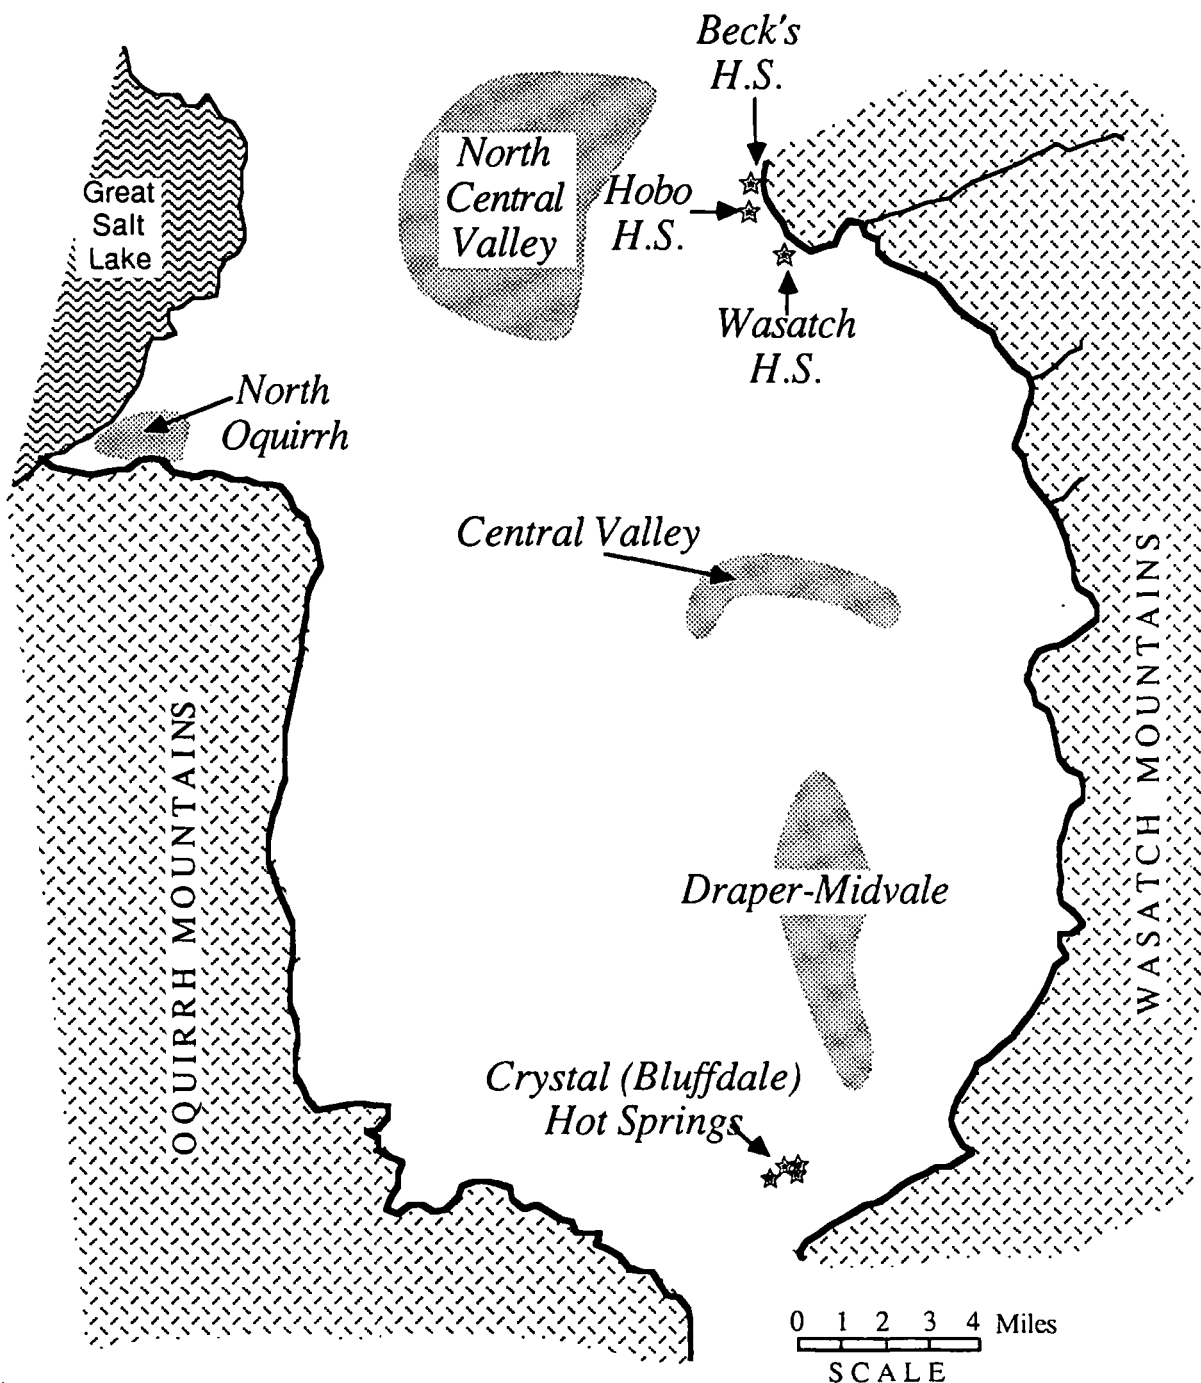 Beck's
H.S.
North
Central
Valley
Great
Salt
Lake
Hobo
H.S.
Wasatch
H.S.
North
Oquirrh
Central Valley
WASATCH MOUNTAINS
OQUIRRH MOUNTAINS
Draper-Midvale
Crystal (Bluffdale)
Hot Springs
0 1 2 3 4 Miles
SCALE